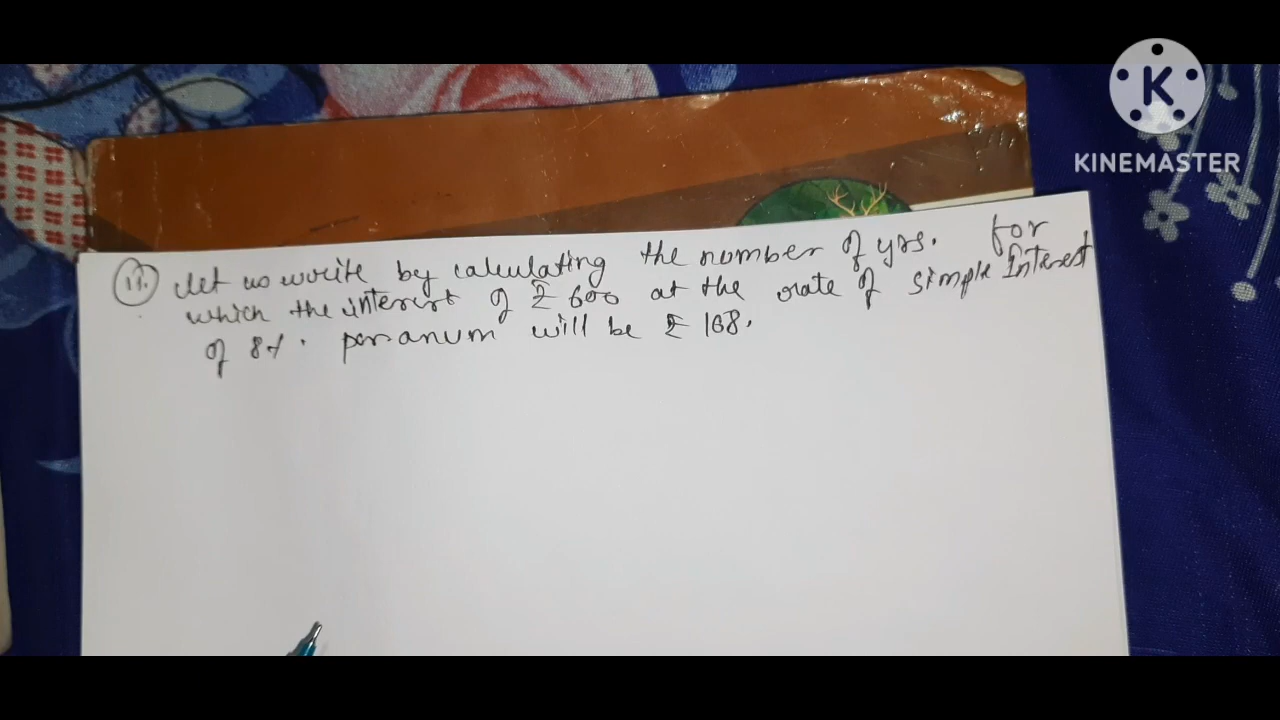 KINEMASTER
11. Let us write by calculating the number of yrs. for
which the interest of ₹ 600 at the rate of simple Interest
of 8%. per anum will be ₹ 168.